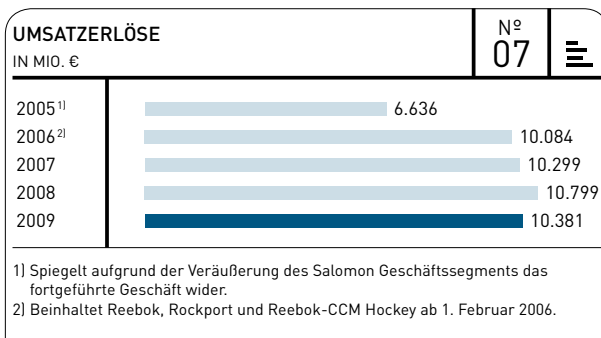 UMSATZERLÖSE
IN MIO. €
Nº
07
2005 1) 6.636
2006 2) 10.084
2007 10.299
2008 10.799
2009 10.381
1) Spiegelt aufgrund der Veräußerung des Salomon Geschäftssegments das
fortgeführte Geschäft wider.
2) Beinhaltet Reebok, Rockport und Reebok-CCM Hockey ab 1. Februar 2006.